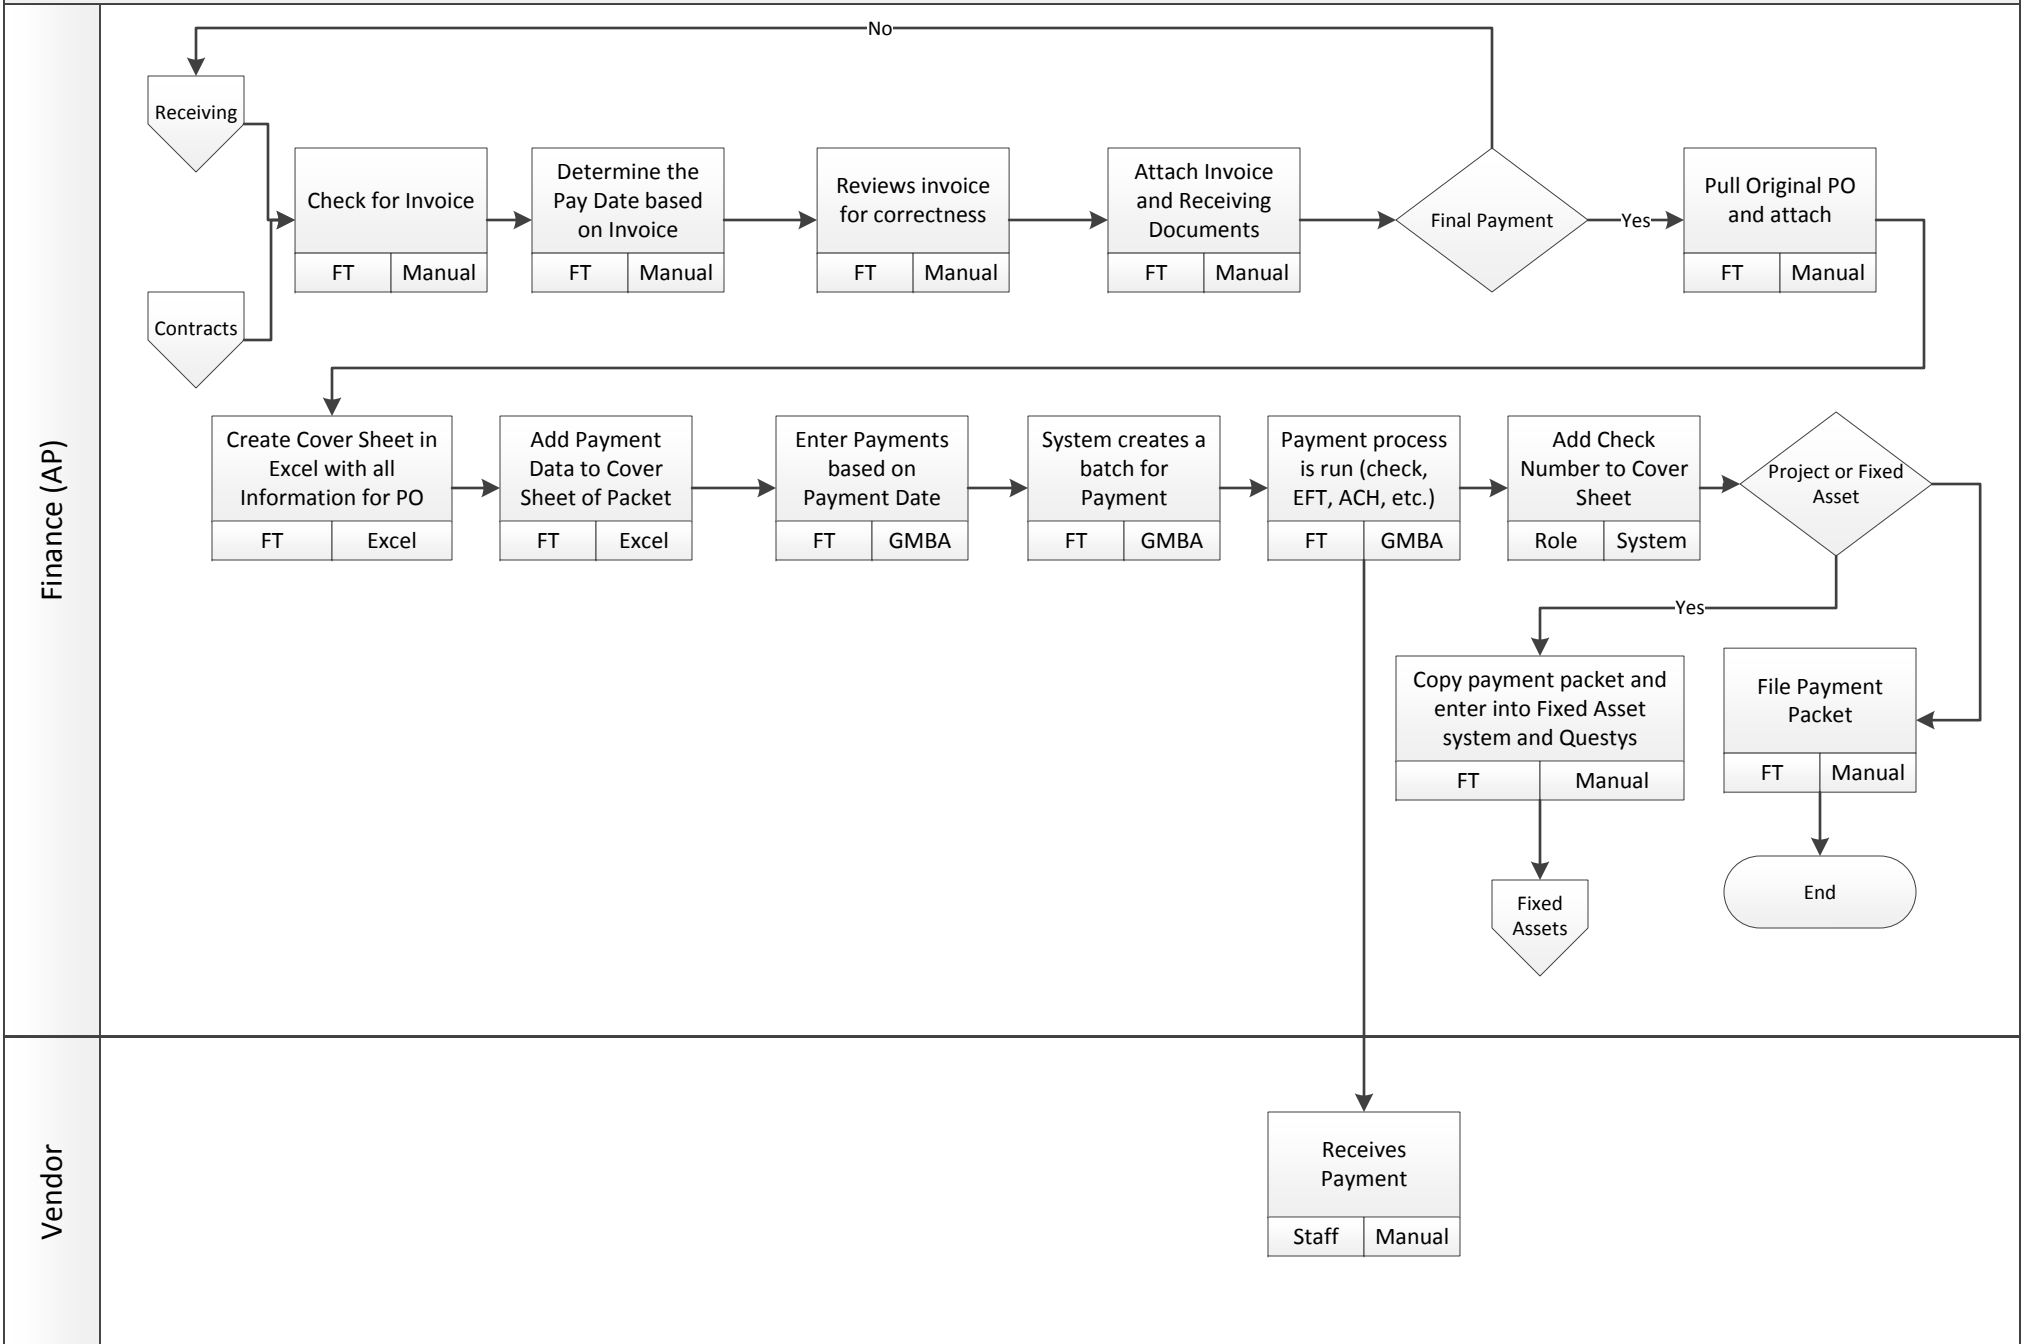 No
Receiving
Check for Invoice
FT
Manual
Determine the
Pay Date based
on Invoice
FT
Manual
Reviews invoice
for correctness
FT
Manual
Attach Invoice
and Receiving
Documents
FT
Manual
Final Payment
Yes
Pull Original PO
and attach
FT
Manual
Contracts
Finance (AP)
Create Cover Sheet in
Excel with all
Information for PO
FT
Excel
Add Payment
Data to Cover
Sheet of Packet
FT
Excel
Enter Payments
based on
Payment Date
FT
GMBA
System creates a
batch for
Payment
FT
GMBA
Payment process
is run (check,
EFT, ACH, etc.)
FT
GMBA
Add Check
Number to Cover
Sheet
Role
System
Project or Fixed
Asset
Yes
Copy payment packet and
enter into Fixed Asset
system and Questys
FT
Manual
File Payment
Packet
FT
Manual
Fixed
Assets
End
Vendor
Receives
Payment
Staff
Manual